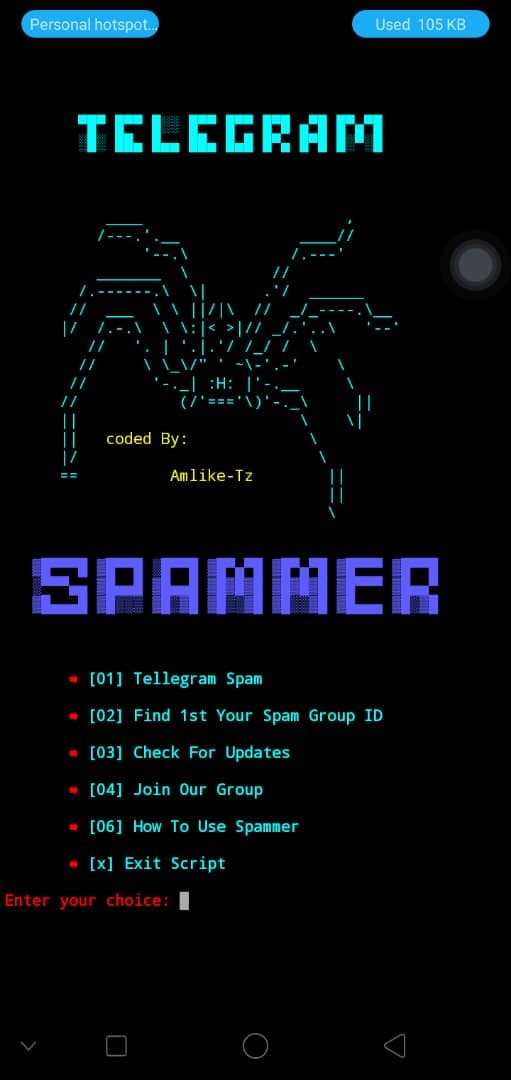 Personal hotspot... Used 105 KB
TELEGRAM
coded By:
Amlike-Tz
SPAMMER
[01] Tellegram Spam
[02] Find 1st Your Spam Group ID
[03] Check For Updates
[04] Join Our Group
[06] How To Use Spammer
[x] Exit Script
Enter your choice: